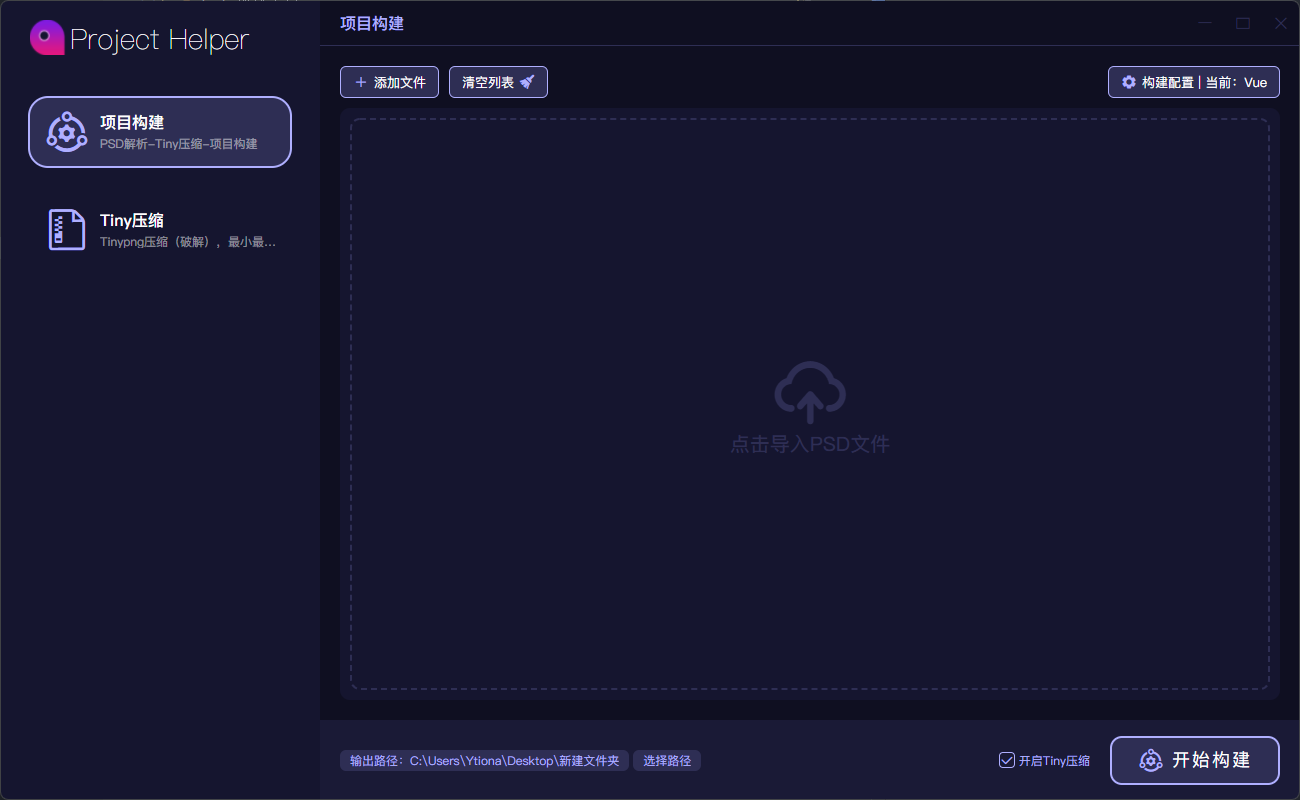 Project Helper
项目构建
PSD解析-Tiny压缩-项目构建
Tiny压缩
Tinypng压缩（破解），最小最...
项目构建
添加文件
清空列表
构建配置 | 当前：Vue
点击导入PSD文件
输出路径：C:\Users\Ytiona\Desktop\新建文件夹
选择路径
开启Tiny压缩
开始构建